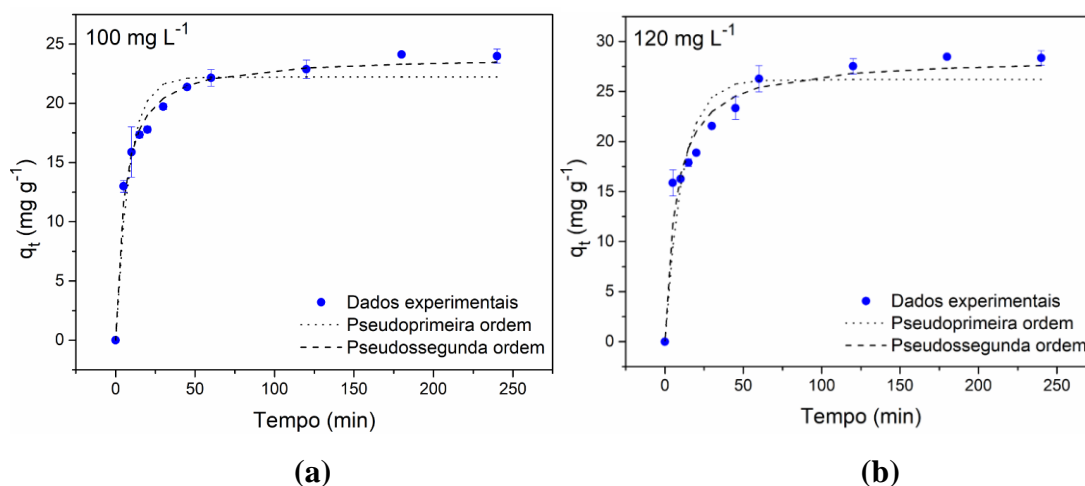 100 mg L⁻¹
25
20
15
10
5
0
qₜ (mg g⁻¹)
Dados experimentais
Pseudoprimeira ordem
Pseudossegunda ordem
0 50 100 150 200 250
Tempo (min)
(a)
120 mg L⁻¹
30
25
20
15
10
5
0
qₜ (mg g⁻¹)
Dados experimentais
Pseudoprimeira ordem
Pseudossegunda ordem
0 50 100 150 200 250
Tempo (min)
(b)